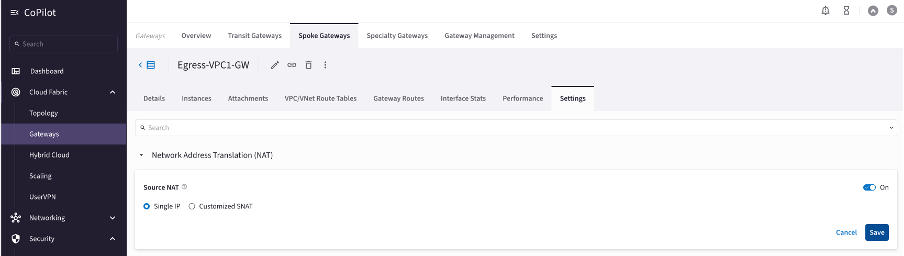 CoPilot
Search
Dashboard
Cloud Fabric
Topology
Gateways
Hybrid Cloud
Scaling
UserVPN
Networking
Security
S
Gateways Overview Transit Gateways Spoke Gateways Specialty Gateways Gateway Management Settings
Egress-VPC1-GW
Details Instances Attachments VPC/VNet Route Tables Gateway Routes Interface Stats Performance Settings
Search
Network Address Translation (NAT)
Source NAT On
Single IP Customized SNAT
Cancel Save